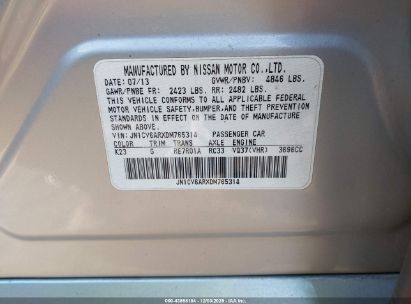 MANUFACTURED BY NISSAN MOTOR CO.,LTD.
DATE: 07/13 GVWR/PNBV: 4846 LBS.
GAWR/PNBE FR: 2423 LBS. RR: 2482 LBS.
THIS VEHICLE CONFORMS TO ALL APPLICABLE FEDERAL
MOTOR VEHICLE SAFETY,BUMPER,AND THEFT PREVENTION
STANDARDS IN EFFECT ON THE DATE OF MANUFACTURE
SHOWN ABOVE.
VIN: JN1CV6ARXDM765314 PASSENGER CAR
COLOR TRIM TRANS AXLE ENGINE
K23 G RE7R01A RC33 VQ37(VHR) 3696CC
JN1CV6ARXDM765314